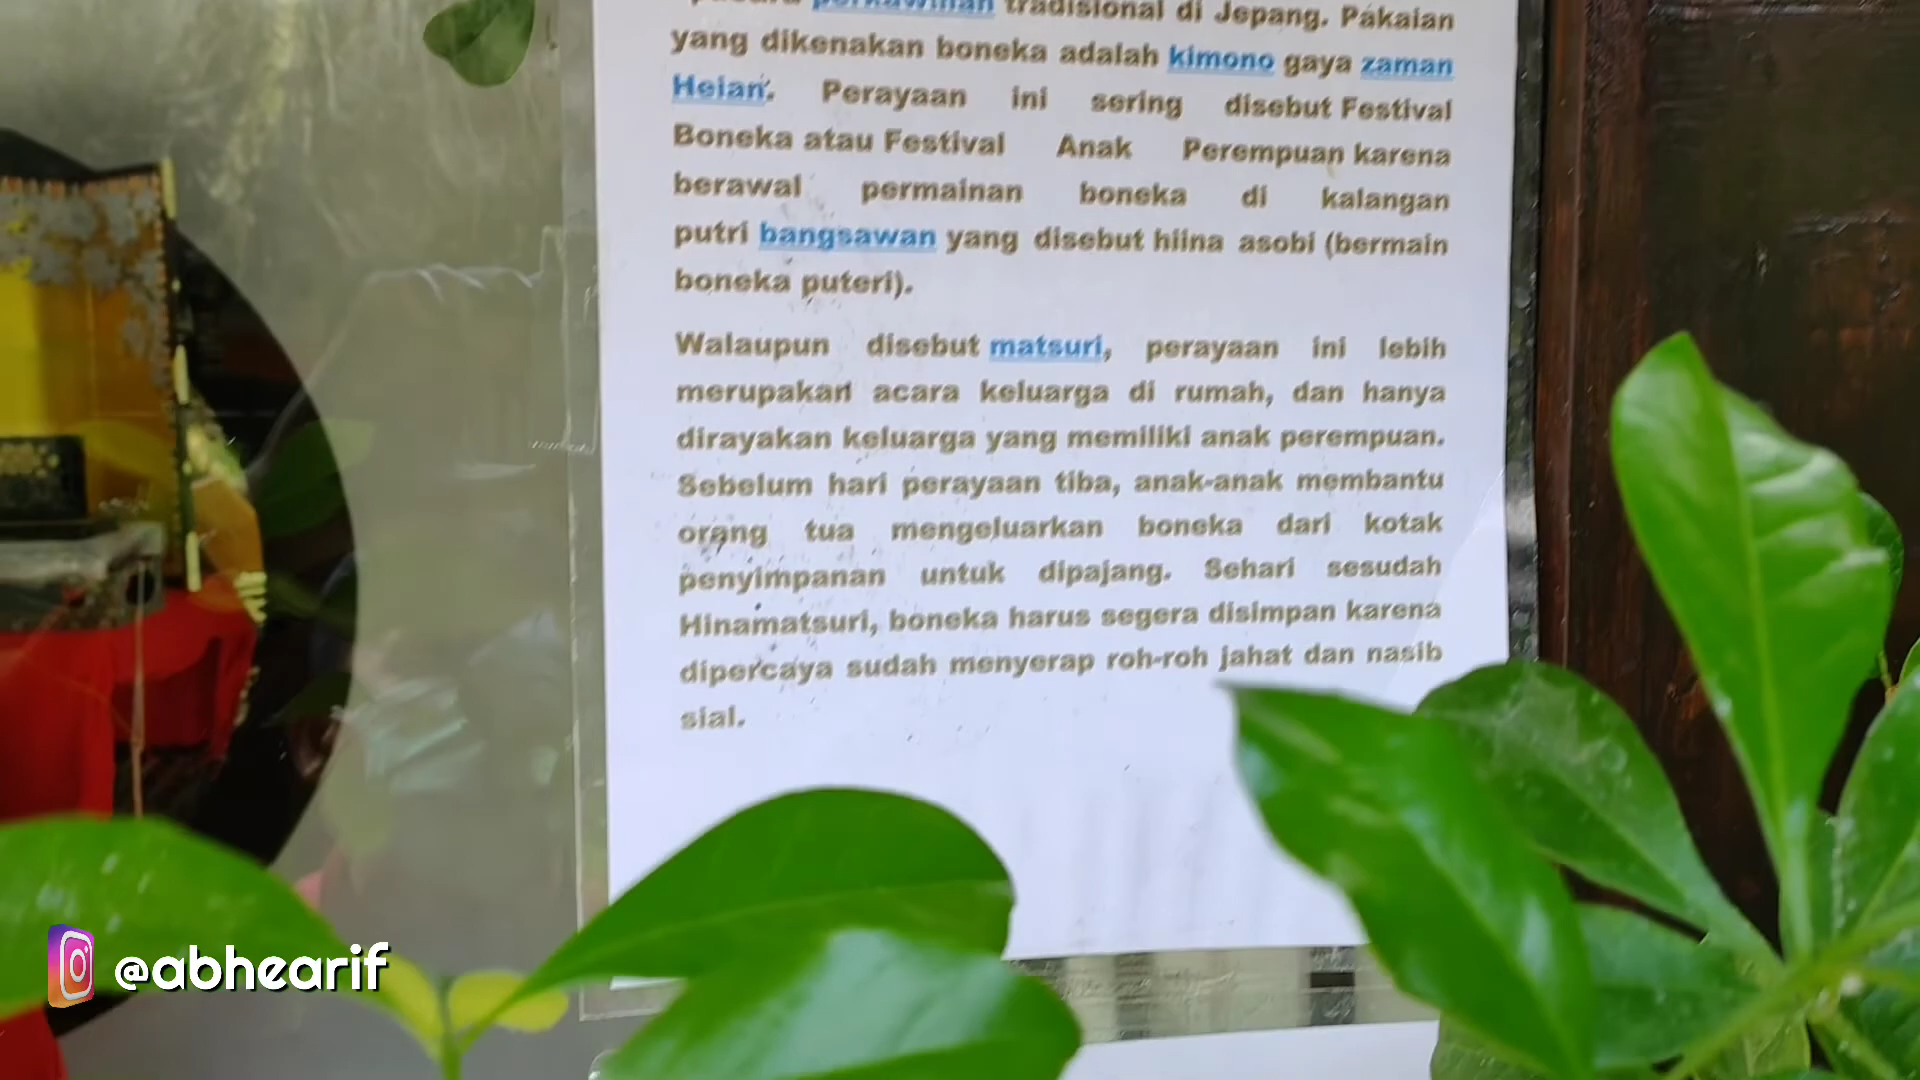 perkawinan tradisional di Jepang. Pakaian
yang dikenakan boneka adalah kimono gaya zaman
Heian. Perayaan ini sering disebut Festival
Boneka atau Festival Anak Perempuan karena
berawal permainan boneka di kalangan
putri bangsawan yang disebut hiina asobi (bermain
boneka puteri).
Walaupun disebut matsuri, perayaan ini lebih
merupakan acara keluarga di rumah, dan hanya
dirayakan keluarga yang memiliki anak perempuan.
Sebelum hari perayaan tiba, anak-anak membantu
orang tua mengeluarkan boneka dari kotak
penyimpanan untuk dipajang. Sehari sesudah
Hinamatsuri, boneka harus segera disimpan karena
dipercaya sudah menyerap roh-roh jahat dan nasib
sial.
@abhearif